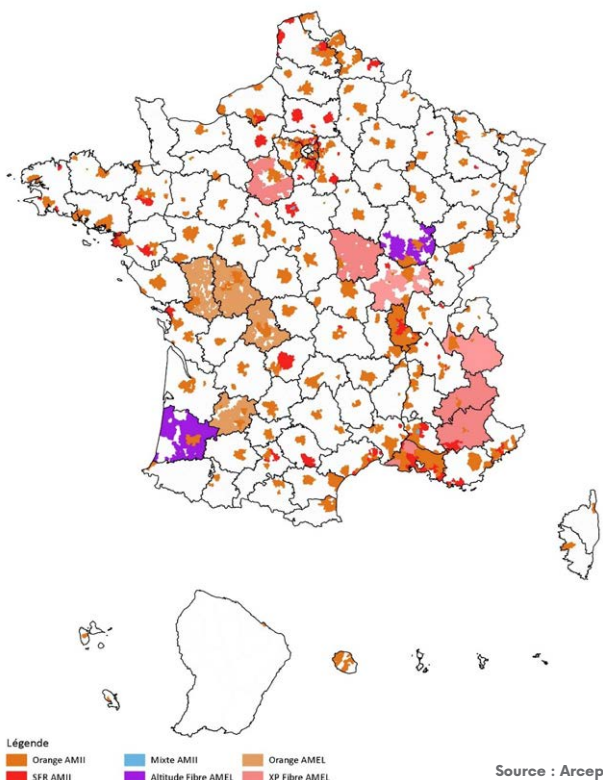 Légende
Orange AMII
Mixte AMII
Orange AMEL
SFR AMII
Altitude Fibre AMEL
XP Fibre AMEL
Source : Arcep